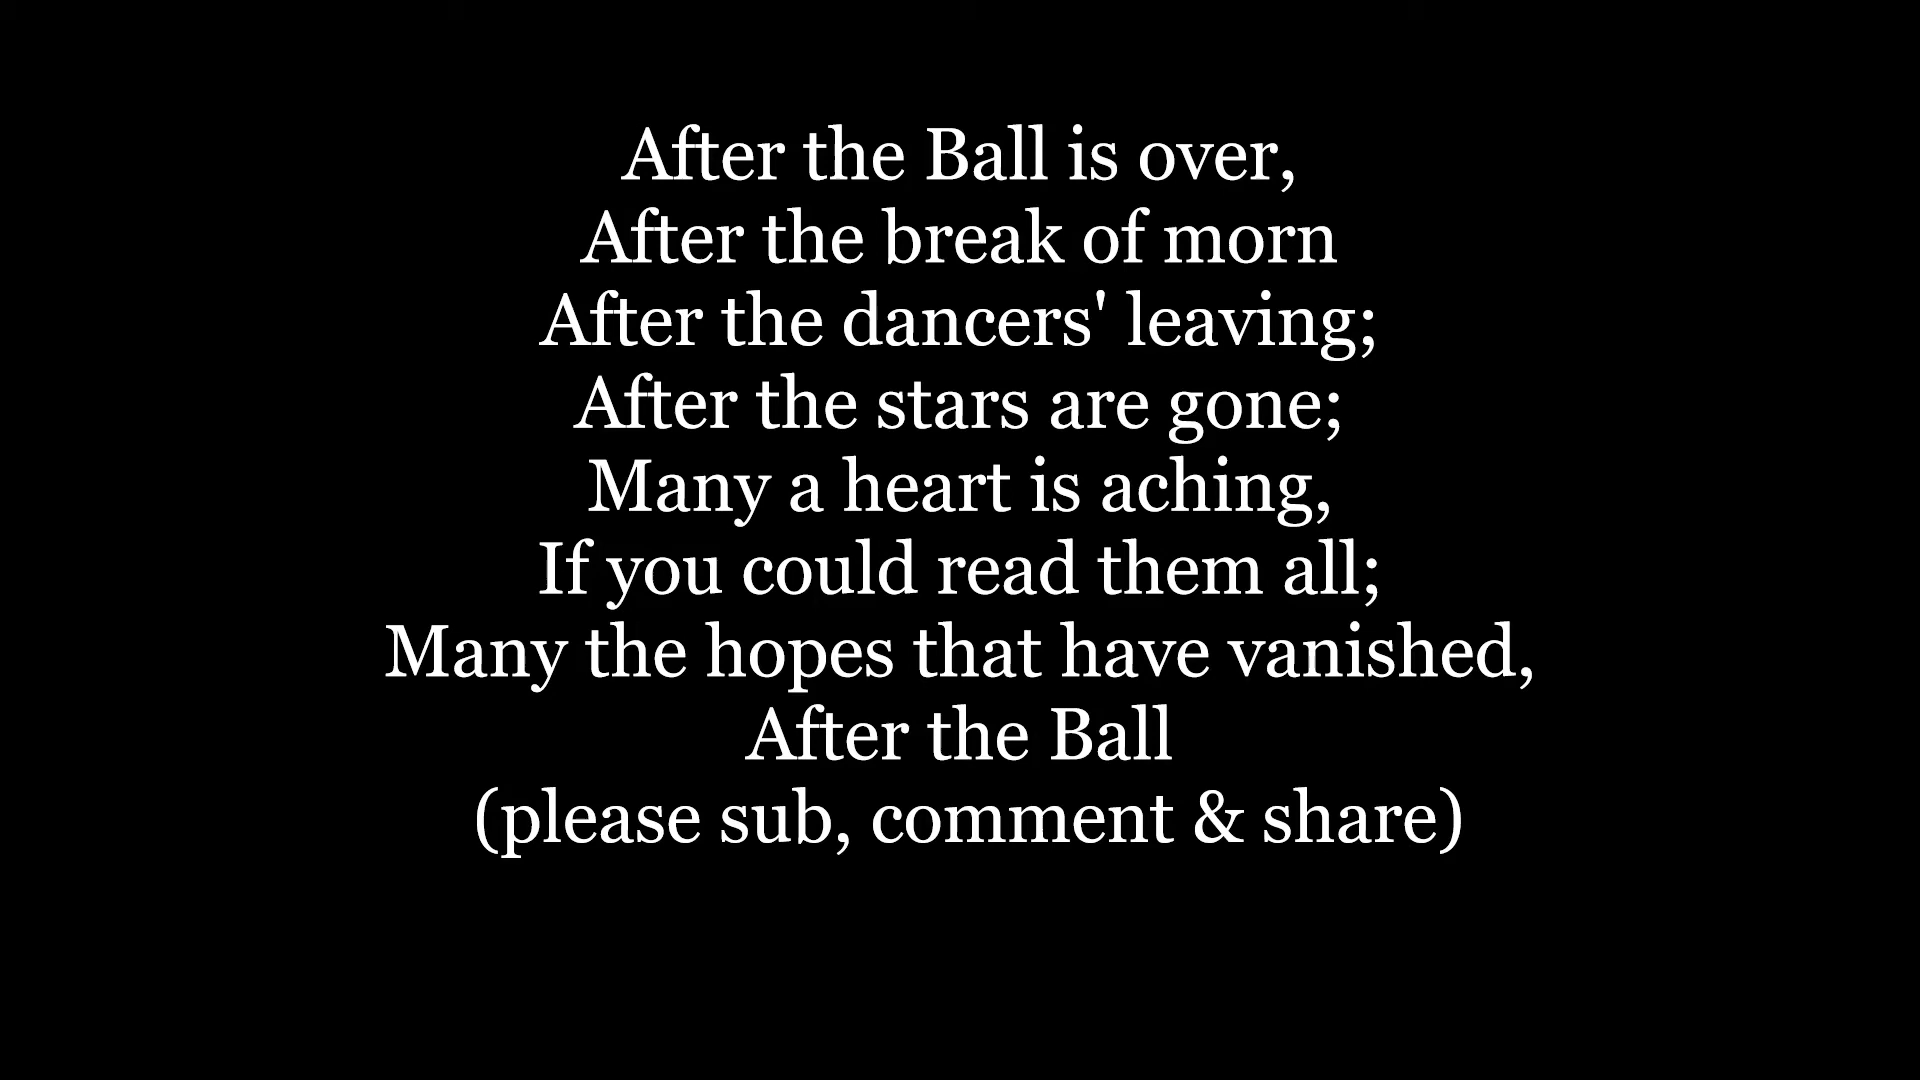 After the Ball is over,
After the break of morn
After the dancers' leaving;
After the stars are gone;
Many a heart is aching,
If you could read them all;
Many the hopes that have vanished,
After the Ball
(please sub, comment & share)